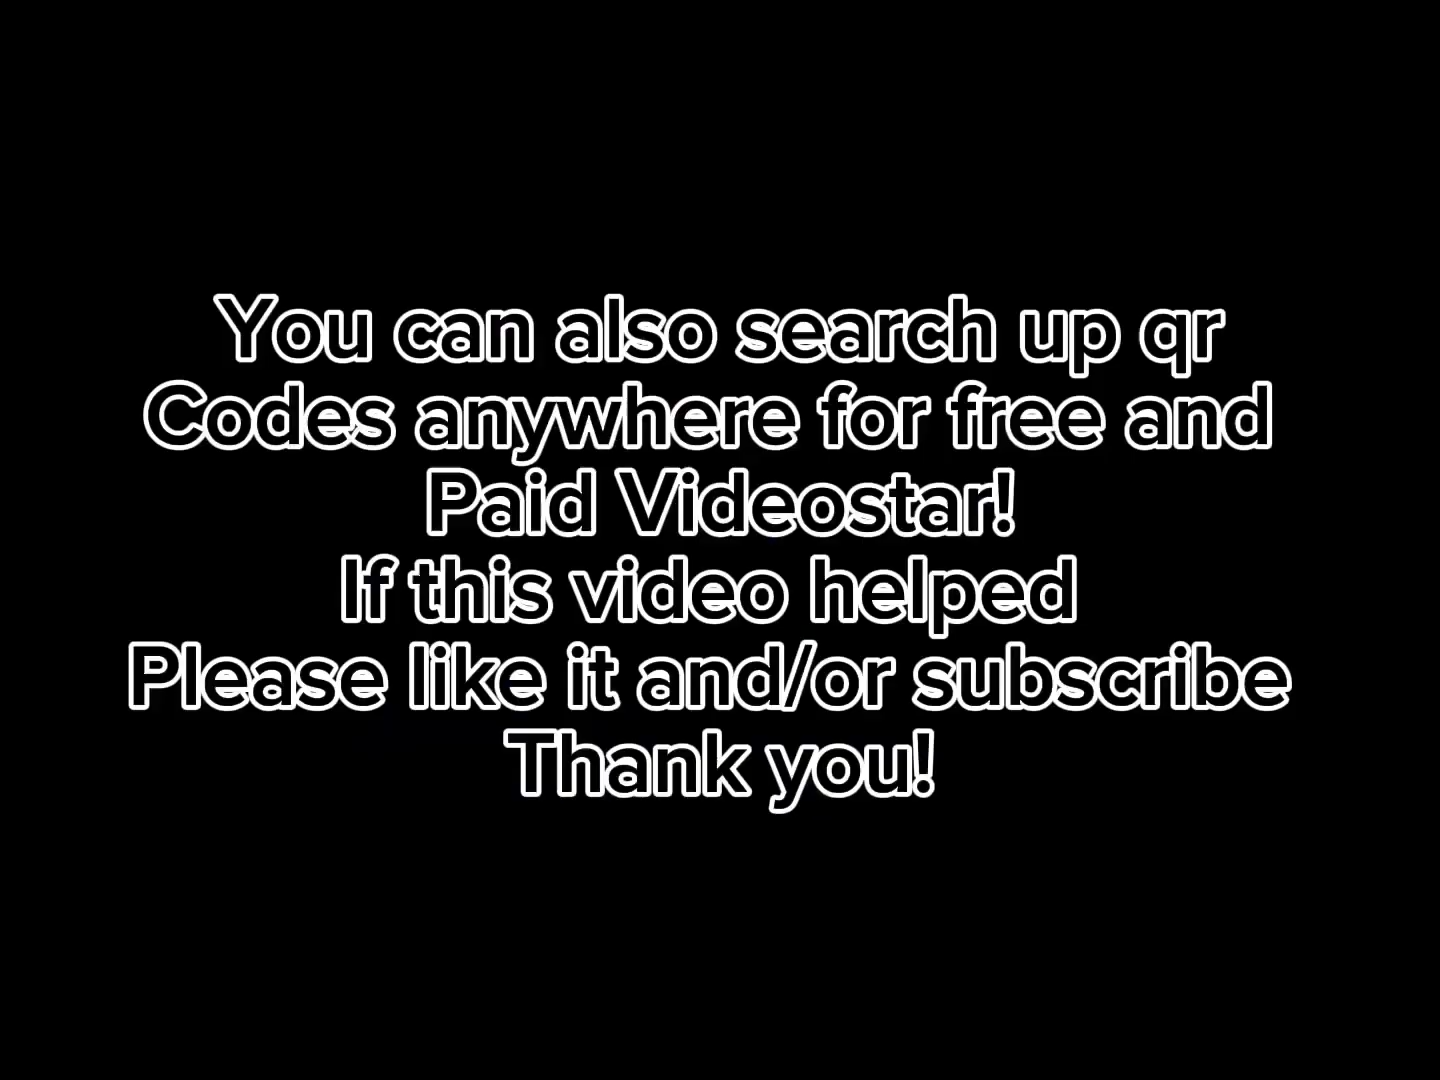 You can also search up qr
Codes anywhere for free and
Paid Videostar!
If this video helped
Please like it and/or subscribe
Thank you!